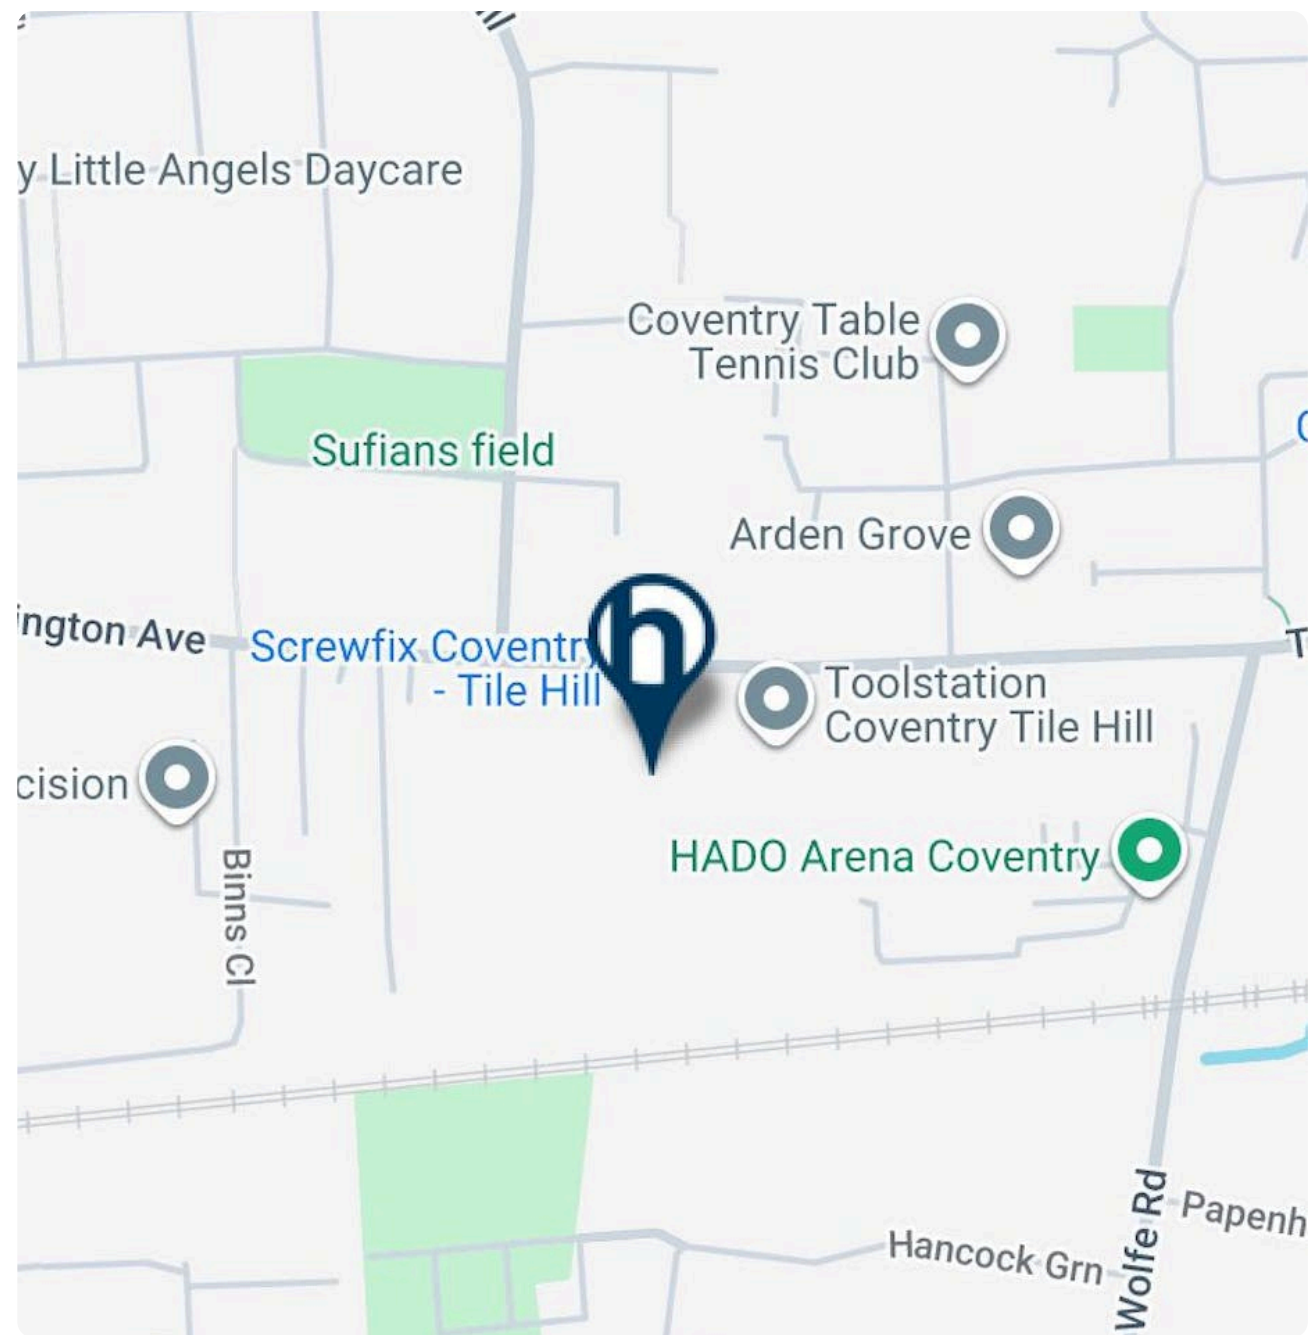 y Little Angels Daycare
Coventry Table
Tennis Club
Sufians field
Arden Grove
ington Ave
Screwfix Coventry
- Tile Hill
h
Toolstation
Coventry Tile Hill
cision
HADO Arena Coventry
Binns Cl
Wolfe Rd
Papenh
Hancock Grn